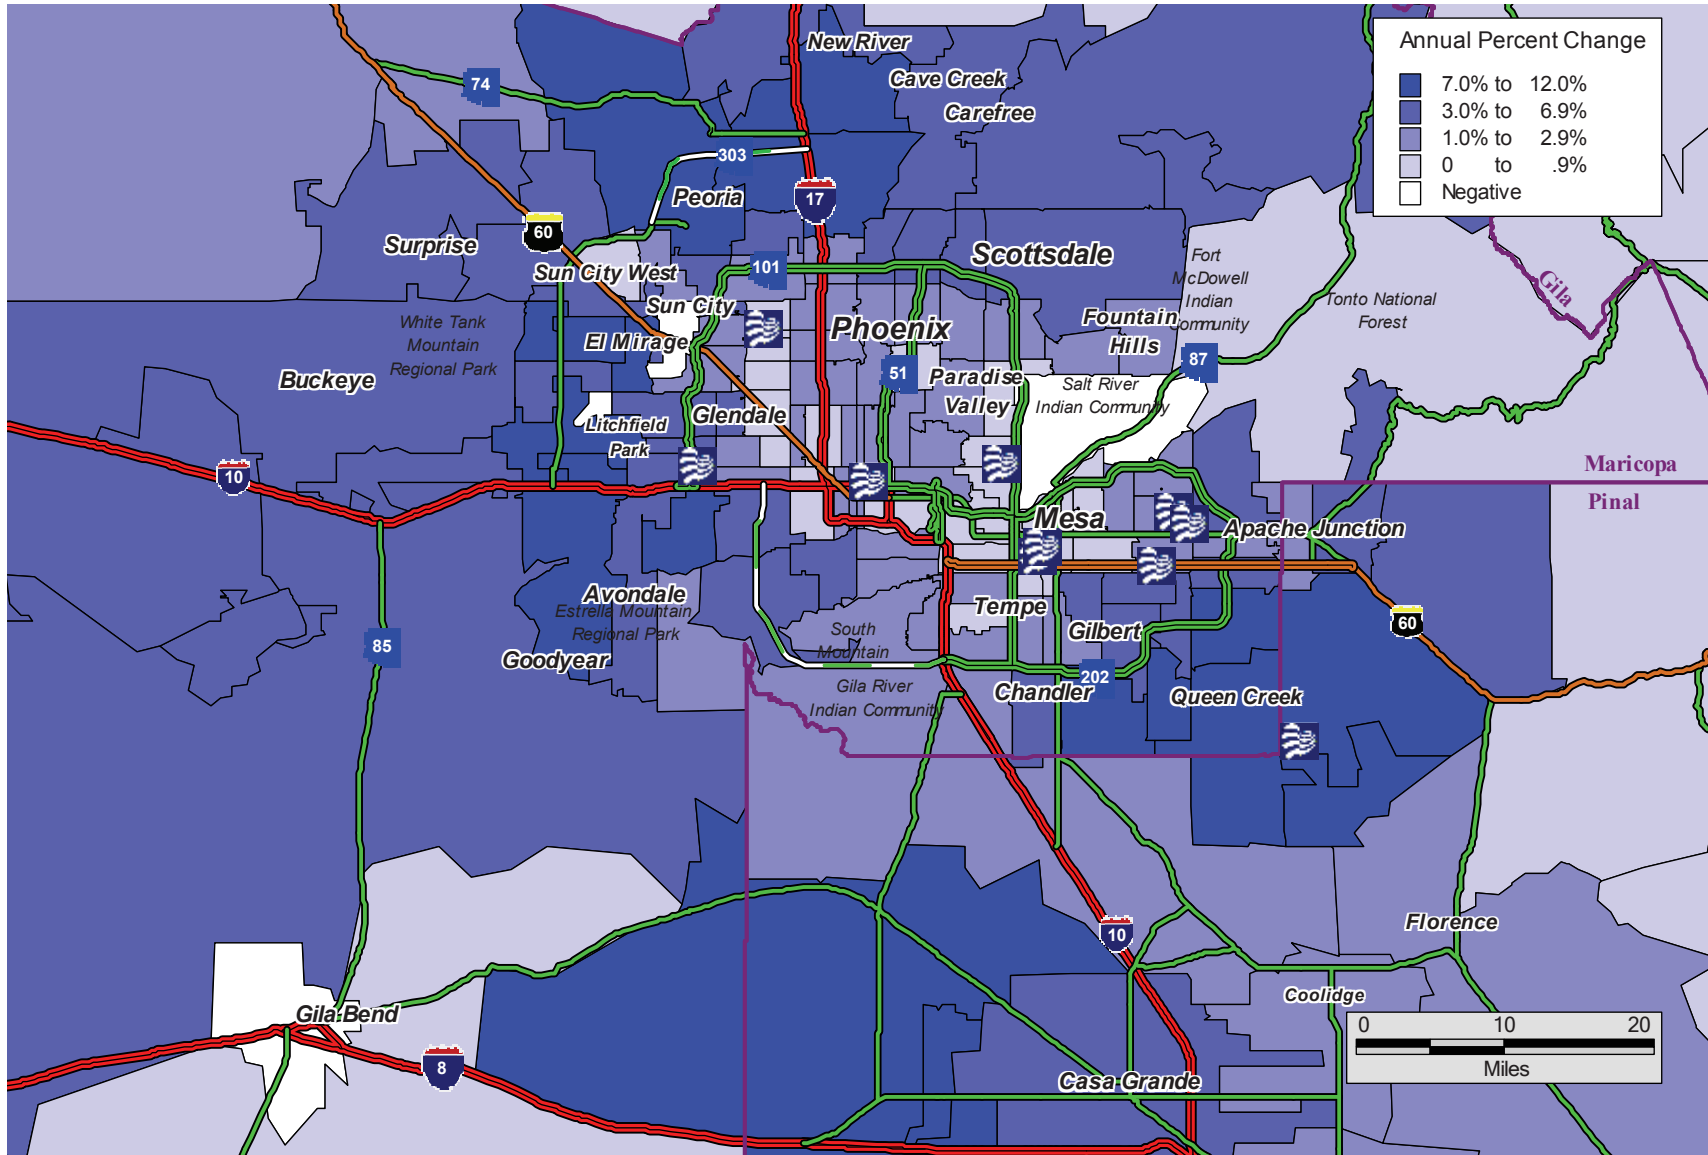 New River
Annual Percent Change
7.0% to 12.0%
3.0% to 6.9%
1.0% to 2.9%
0 to .9%
Negative
Cave Creek
74
Carefree
303
Peoria
17
60
Surprise
Scottsdale
Fort
McDowell
Indian
Community
Sun City West
101
Gila
Sun City
Tonto National
Forest
White Tank
Mountain
Regional Park
Phoenix
Fountain
Hills
El Mirage
87
Buckeye
51
Paradise
Valley
Salt River
Indian Community
Glendale
Litchfield
Park
10
Maricopa
Pinal
Mesa
Apache Junction
Avondale
Estrella Mountain
Regional Park
Tempe
60
85
South
Mountain
Gilbert
Goodyear
202
Gila River
Indian Community
Chandler
Queen Creek
Florence
10
Coolidge
Gila Bend
0 10 20
Miles
8
Casa Grande